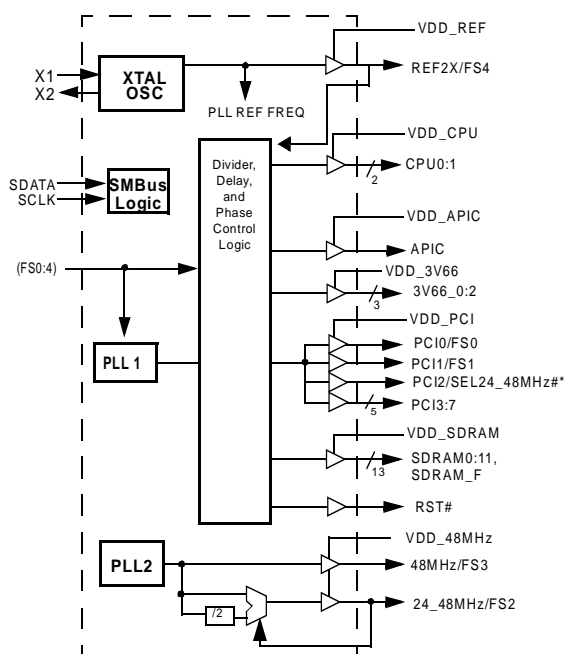 VDD_REF
X1
X2
XTAL
OSC
REF2X/FS4
PLL REF FREQ
VDD_CPU
Divider,
Delay,
and
Phase
Control
Logic
2
CPU0:1
SDATA
SCLK
SMBus
Logic
VDD_APIC
APIC
(FS0:4)
VDD_3V66
3
3V66_0:2
VDD_PCI
PCI0/FS0
PLL 1
PCI1/FS1
PCI2/SEL24_48MHz#*
5
PCI3:7
VDD_SDRAM
13
SDRAM0:11,
SDRAM_F
RST#
VDD_48MHz
PLL2
48MHz/FS3
/2
24_48MHz/FS2